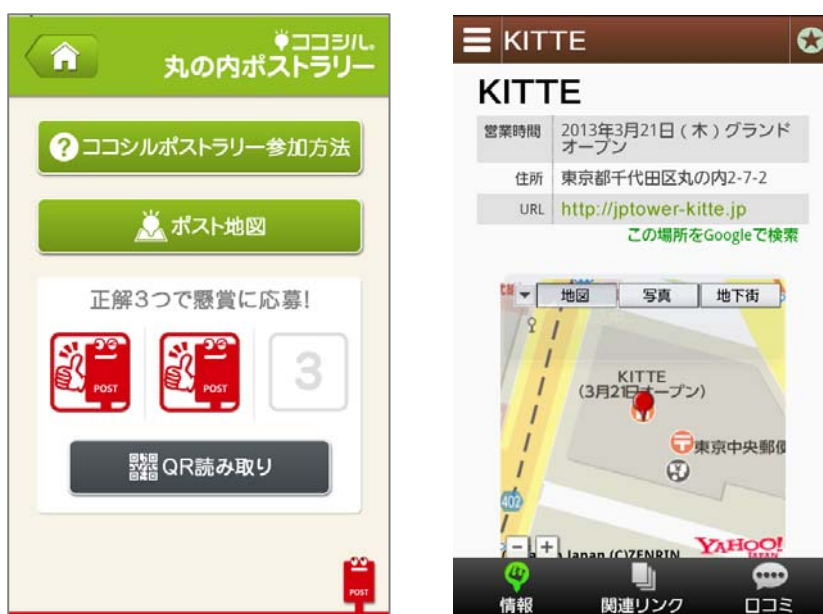 ココシル。
丸の内ポストラリー
ココシルポストラリー参加方法
ポスト地図
正解3つで懸賞に応募!
POST
POST
3
QR読み取り
POST
KITTE
KITTE
営業時間 2013年3月21日(木)グランド
オープン
住所 東京都千代田区丸の内2-7-2
URL http://jptower-kitte.jp
この場所をGoogleで検索
地図 写真 地下街
KITTE
(3月21日オープン)
東京中央郵便
402
Japan (C)ZENRIN
YAHOO!
JAPAN
情報 関連リンク 口コミ